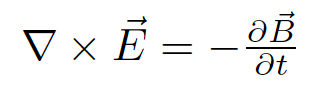 ∇ × E⃗ = −∂B⃗/∂t